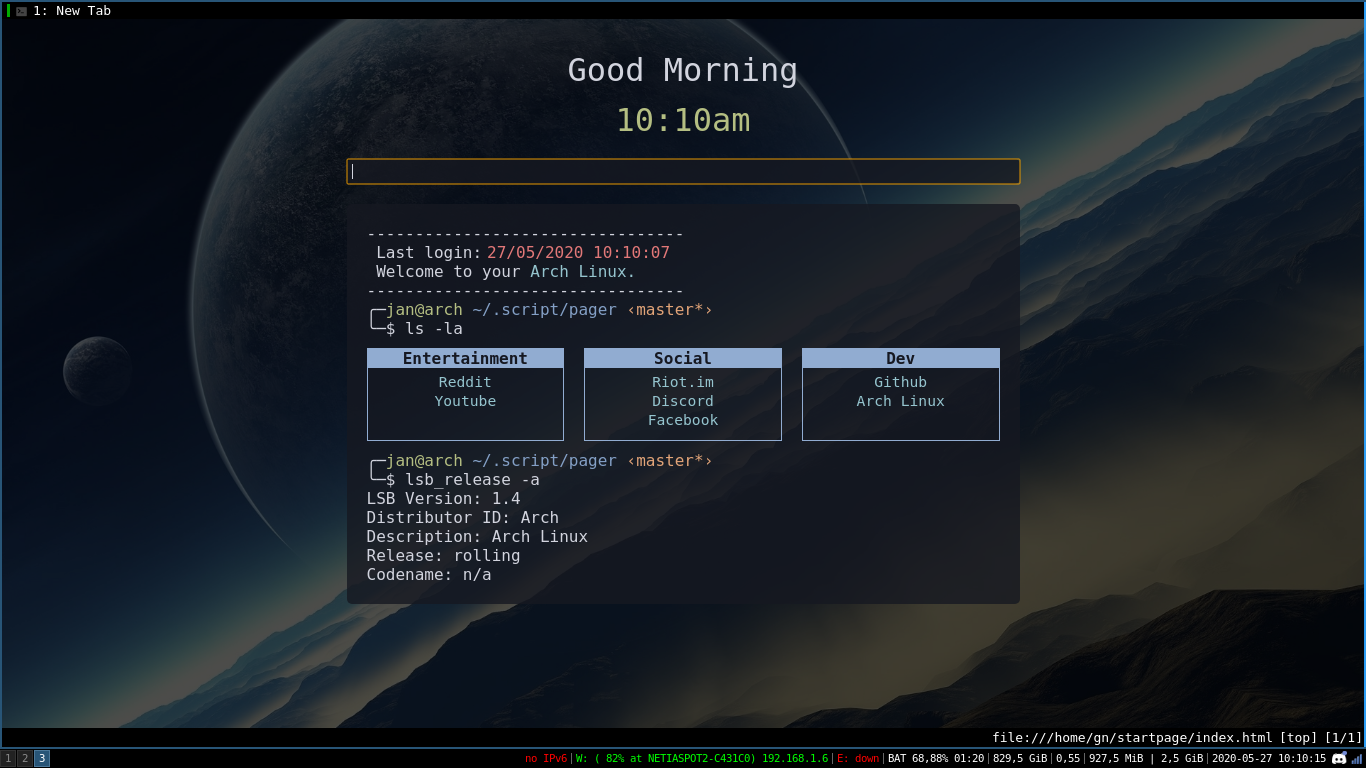 1: New Tab
Good Morning
10:10am
---------------------------------
Last login: 27/05/2020 10:10:07
Welcome to your Arch Linux.
---------------------------------
╭─jan@arch ~/.script/pager ‹master*›
╰─$ ls -la
Entertainment Social Dev
Reddit Riot.im Github
Youtube Discord Arch Linux
Facebook
╭─jan@arch ~/.script/pager ‹master*›
╰─$ lsb_release -a
LSB Version: 1.4
Distributor ID: Arch
Description: Arch Linux
Release: rolling
Codename: n/a
file:///home/gn/startpage/index.html [top] [1/1]
1 2 3 no IPv6|W: ( 82% at NETIASPOT2-C431C0) 192.168.1.6|E: down|BAT 68,88% 01:20|829,5 GiB|0,55|927,5 MiB | 2,5 GiB|2020-05-27 10:10:15